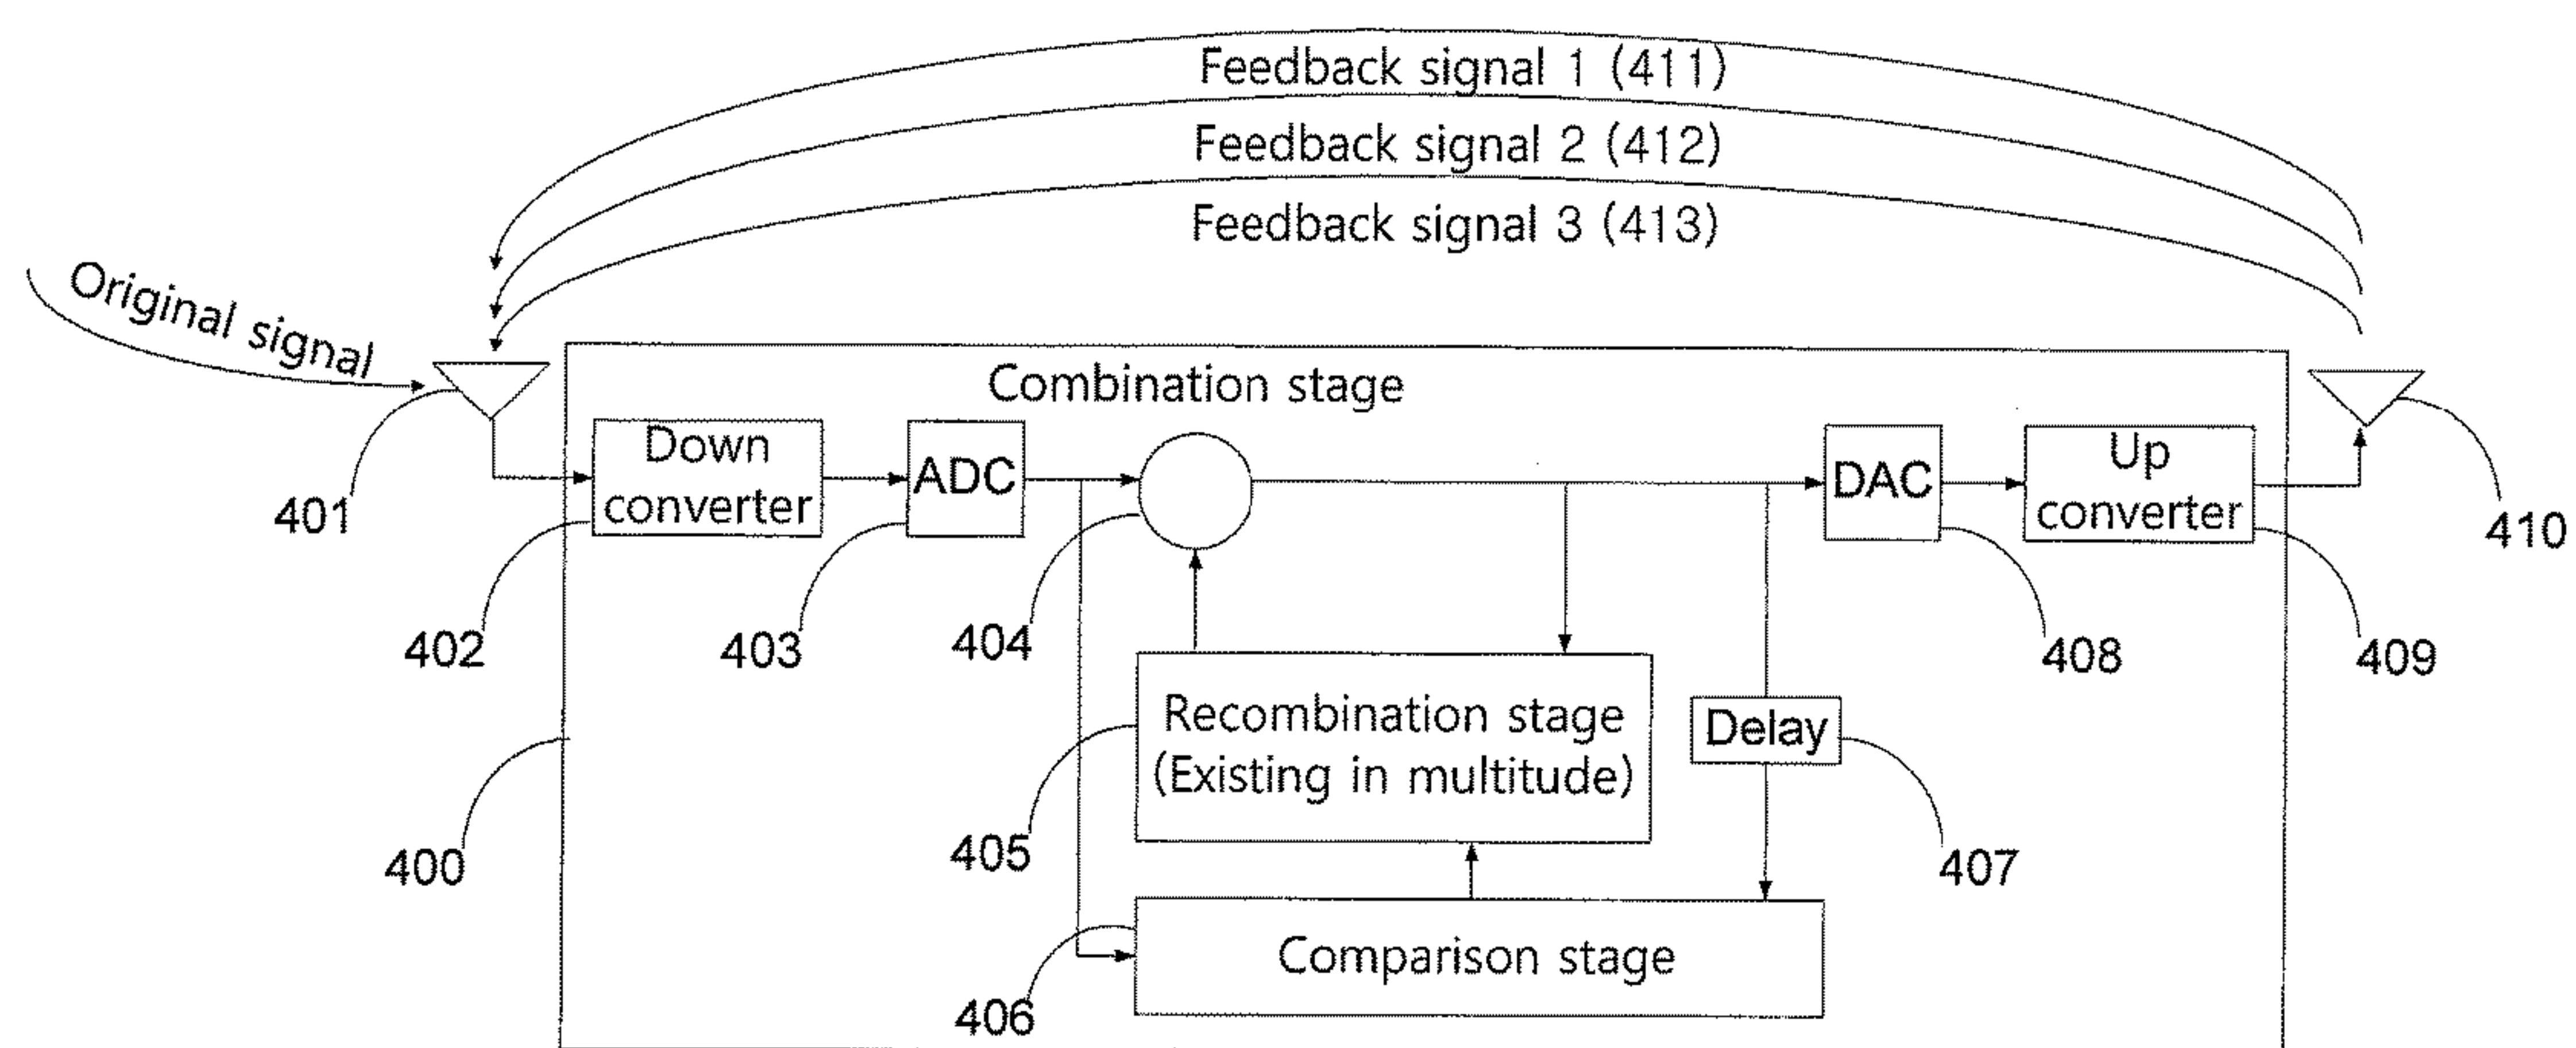 Feedback signal 1 (411)
Feedback signal 2 (412)
Feedback signal 3 (413)
Original signal
Combination stage
Down
converter
ADC
DAC
Up
converter
401
410
402
403
404
408
409
Recombination stage
(Existing in multitude)
Delay
400
405
407
Comparison stage
406